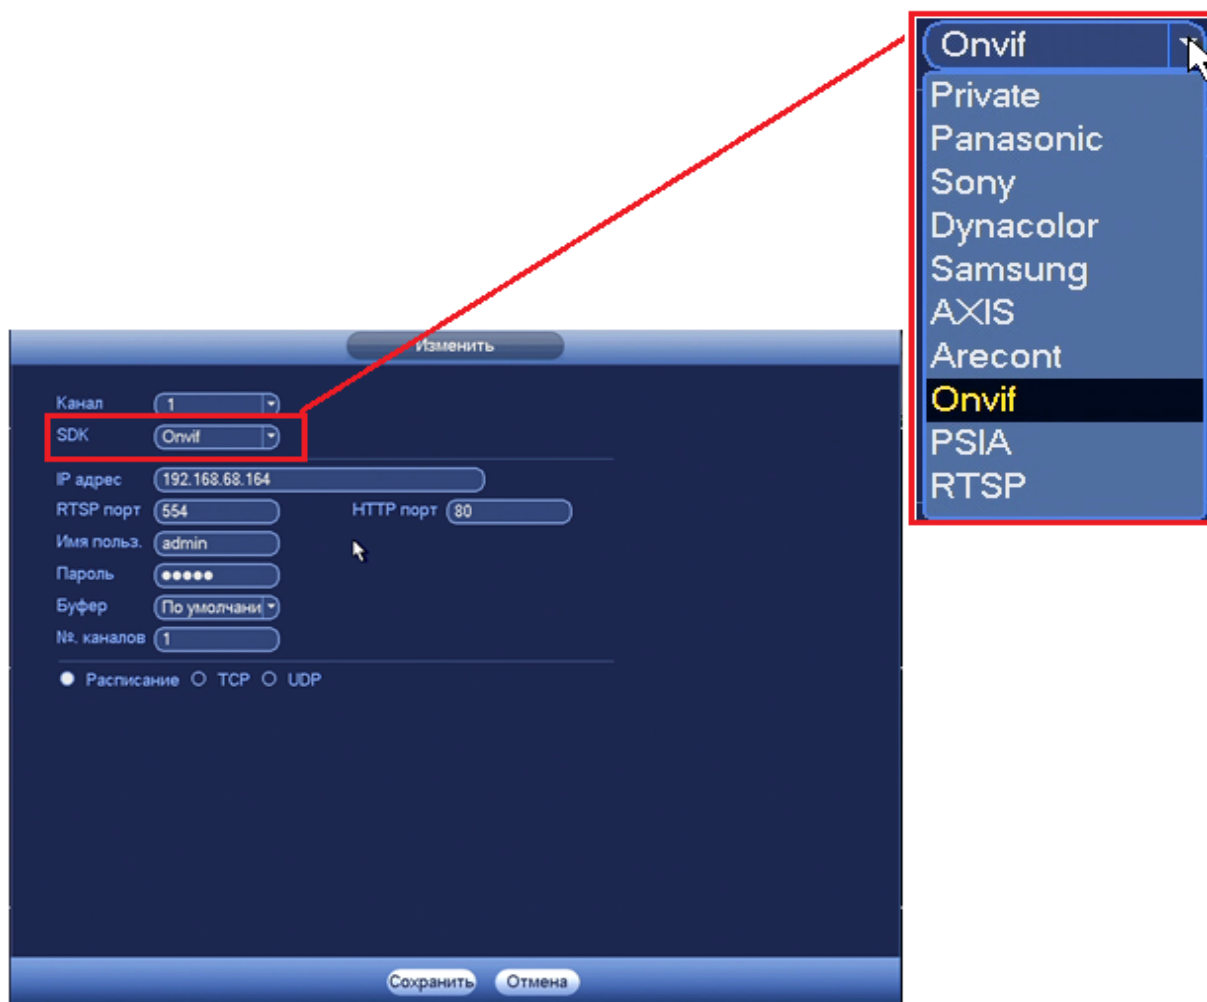 Изменить
Канал 1
SDK Onvif
IP адрес 192.168.68.164
RTSP порт 554 HTTP порт 80
Имя польз. admin
Пароль •••••
Буфер По умолчани
№. каналов 1
Расписание TCP UDP
Сохранить Отмена
Onvif
Private
Panasonic
Sony
Dynacolor
Samsung
AXIS
Arecont
Onvif
PSIA
RTSP